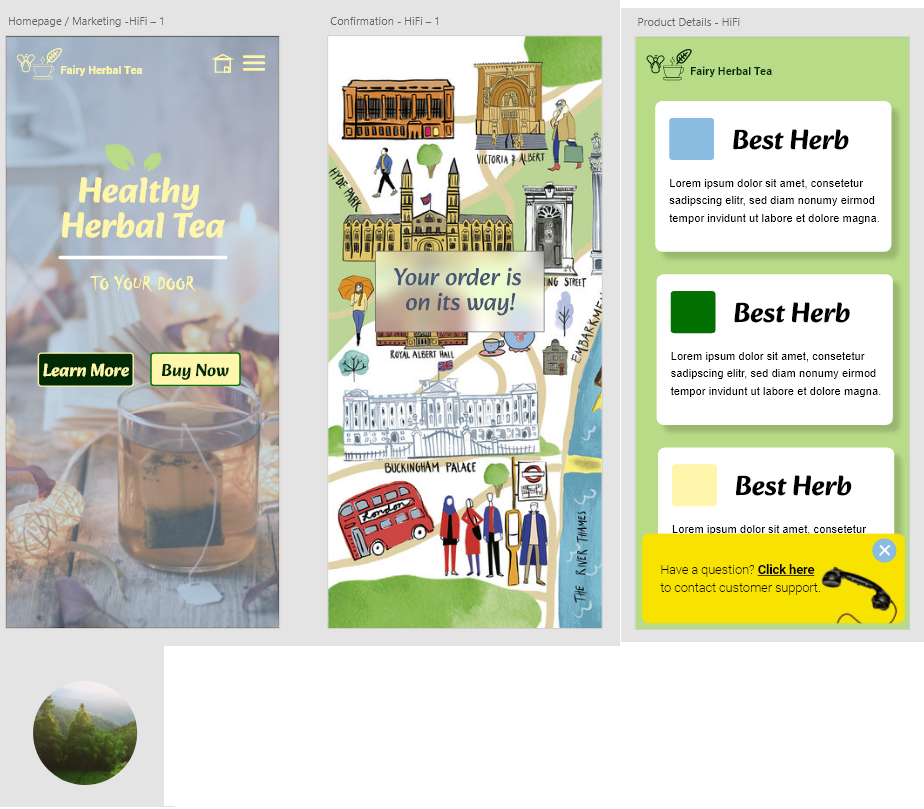 Homepage / Marketing -HiFi – 1
Fairy Herbal Tea
Healthy
Herbal Tea
TO YOUR DOOR
Learn More
Buy Now
Confirmation - HiFi – 1
VICTORIA & ALBERT
HYDE PARK
ING STREET
Your order is
on its way!
EMBANKME
ROYAL ALBERT HALL
BUCKINGHAM PALACE
London
THE RIVER THAMES
Product Details - HiFi
Fairy Herbal Tea
Best Herb
Lorem ipsum dolor sit amet, consetetur
sadipscing elitr, sed diam nonumy eirmod
tempor invidunt ut labore et dolore magna.
Best Herb
Lorem ipsum dolor sit amet, consetetur
sadipscing elitr, sed diam nonumy eirmod
tempor invidunt ut labore et dolore magna.
Best Herb
Lorem ipsum dolor sit amet, consetetur
Have a question? Click here
to contact customer support.